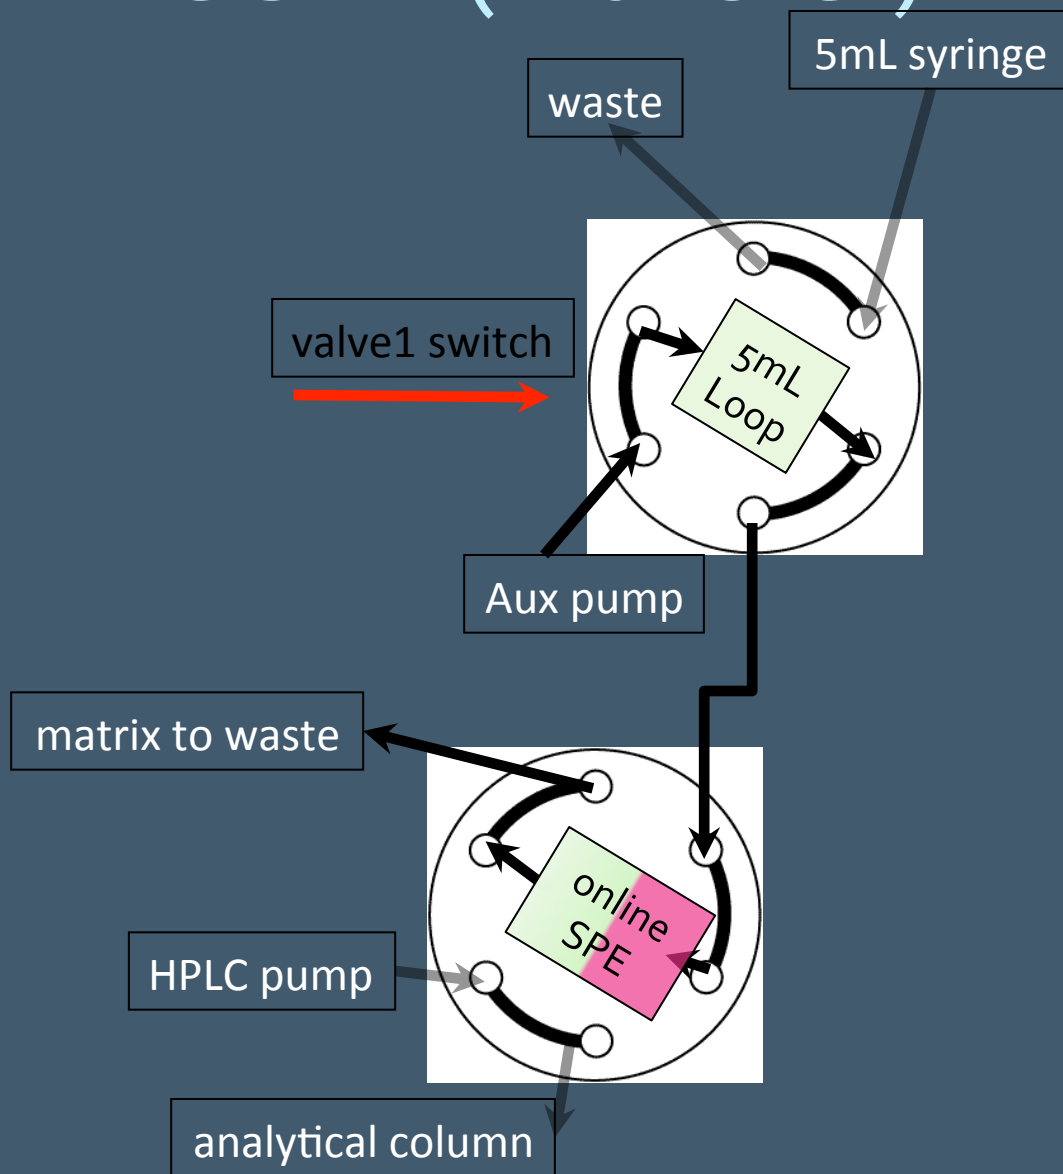 5mL syringe
waste
valve1 switch
5mL
Loop
Aux pump
matrix to waste
online
SPE
HPLC pump
analytical column